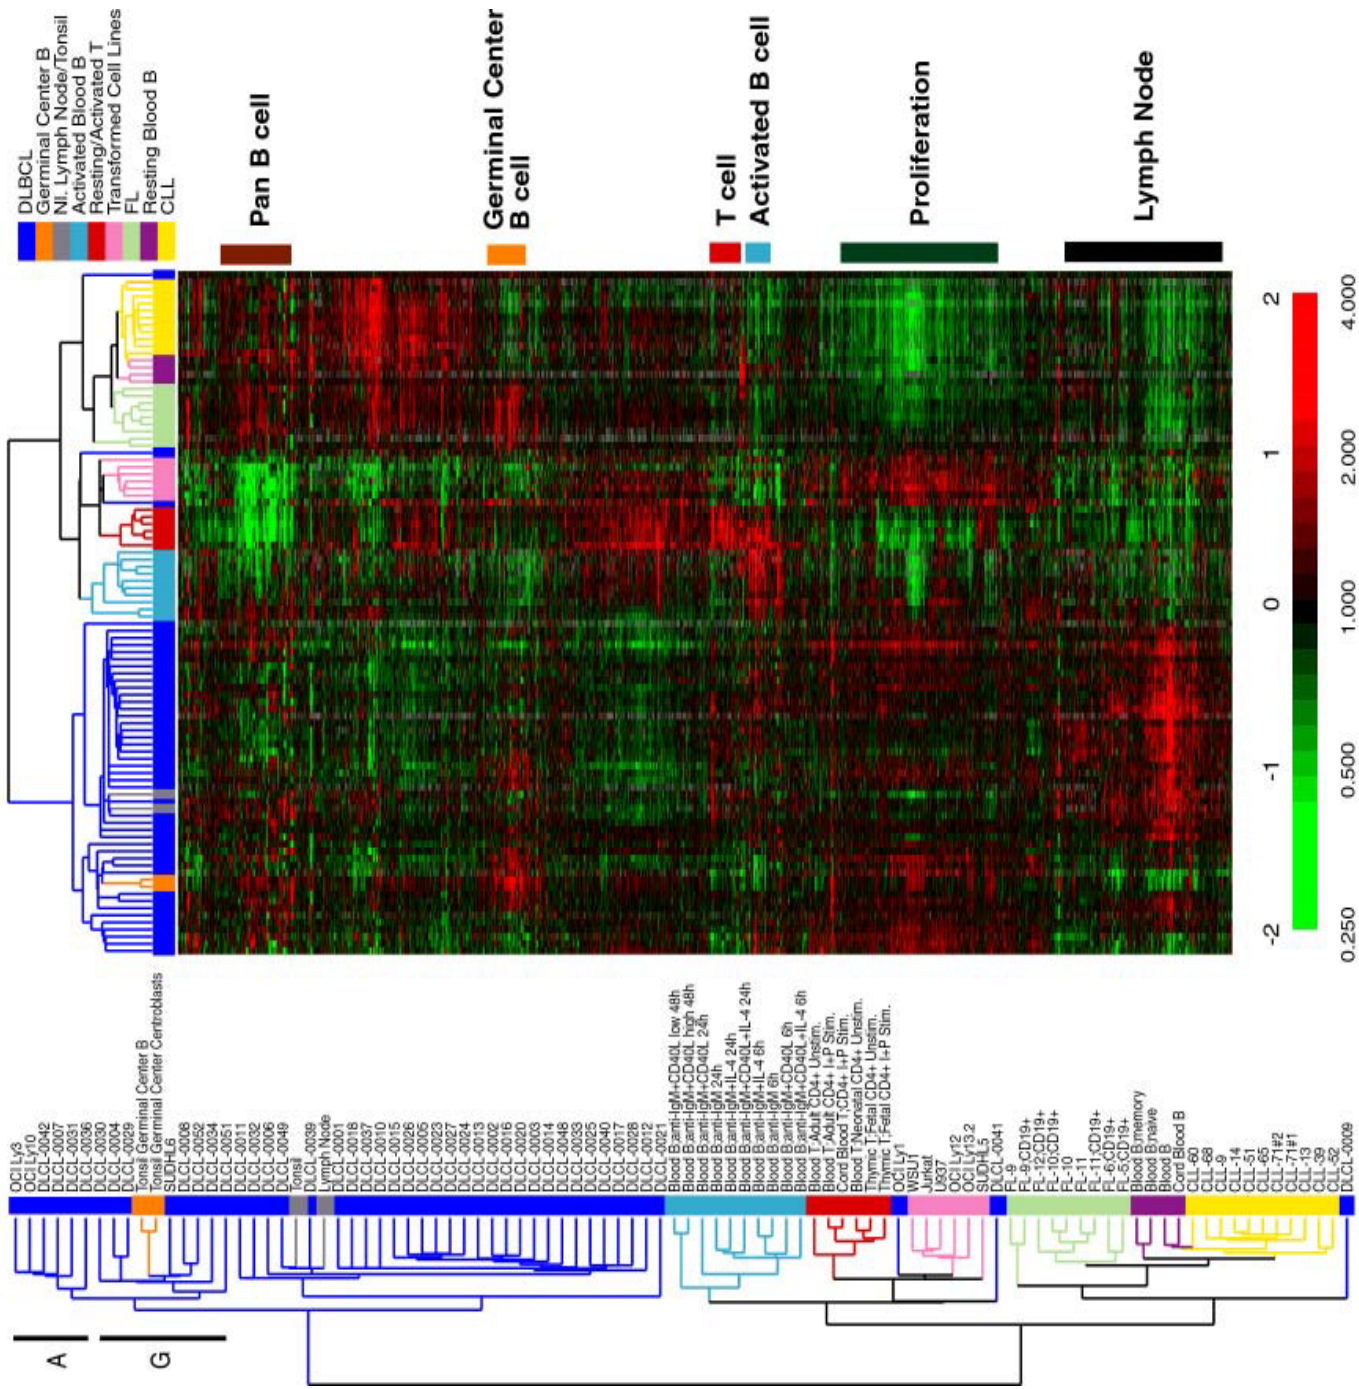 DLBCL
Germinal Center B
Nl. Lymph Node/Tonsil
Activated Blood B
Resting/Activated T
Transformed Cell Lines
FL
Resting Blood B
CLL
Pan B cell
Germinal Center
B cell
T cell
Activated B cell
Proliferation
Lymph Node
2
1
0
-1
-2
4.000
2.000
1.000
0.500
0.250
A
G
OCI Ly3
OCI Ly10
DLCL-0042
DLCL-0007
DLCL-0031
DLCL-0036
DLCL-0030
DLCL-0004
DLCL-0029
Tonsil Germinal Center B
Tonsil Germinal Center Centroblasts
SUDHL6
DLCL-0008
DLCL-0052
DLCL-0034
DLCL-0051
DLCL-0011
DLCL-0032
DLCL-0006
DLCL-0049
Tonsil
DLCL-0039
Lymph Node
DLCL-0001
DLCL-0018
DLCL-0037
DLCL-0010
DLCL-0015
DLCL-0026
DLCL-0005
DLCL-0023
DLCL-0027
DLCL-0024
DLCL-0013
DLCL-0002
DLCL-0016
DLCL-0020
DLCL-0003
DLCL-0014
DLCL-0048
DLCL-0033
DLCL-0025
DLCL-0040
DLCL-0017
DLCL-0028
DLCL-0012
DLCL-0021
Blood B;anti-IgM+CD40L low 48h
Blood B;anti-IgM+CD40L high 48h
Blood B;anti-IgM+CD40L 24h
Blood B;anti-IgM 24h
Blood B;anti-IgM+IL-4 24h
Blood B;anti-IgM+CD40L+IL-4 24h
Blood B;anti-IgM+IL-4 6h
Blood B;anti-IgM 6h
Blood B;anti-IgM+CD40L 6h
Blood B;anti-IgM+CD40L+IL-4 6h
Blood T;Adult CD4+ Unstim.
Blood T;Adult CD4+ I+P Stim.
Cord Blood T;CD4+ I+P Stim.
Blood T;Neonatal CD4+ Unstim.
Thymic T;Fetal CD4+ Unstim.
Thymic T;Fetal CD4+ I+P Stim.
OCI Ly1
WSU1
Jurkat
U937
OCI Ly12
OCI Ly13.2
SUDHL5
DLCL-0041
FL-9
FL-9;CD19+
FL-12;CD19+
FL-10;CD19+
FL-10
FL-11
FL-11;CD19+
FL-6;CD19+
FL-5;CD19+
Blood B;memory
Blood B;naive
Blood B
Cord Blood B
CLL-60
CLL-68
CLL-9
CLL-14
CLL-51
CLL-65
CLL-71#2
CLL-71#1
CLL-13
CLL-39
CLL-52
DLCL-0009